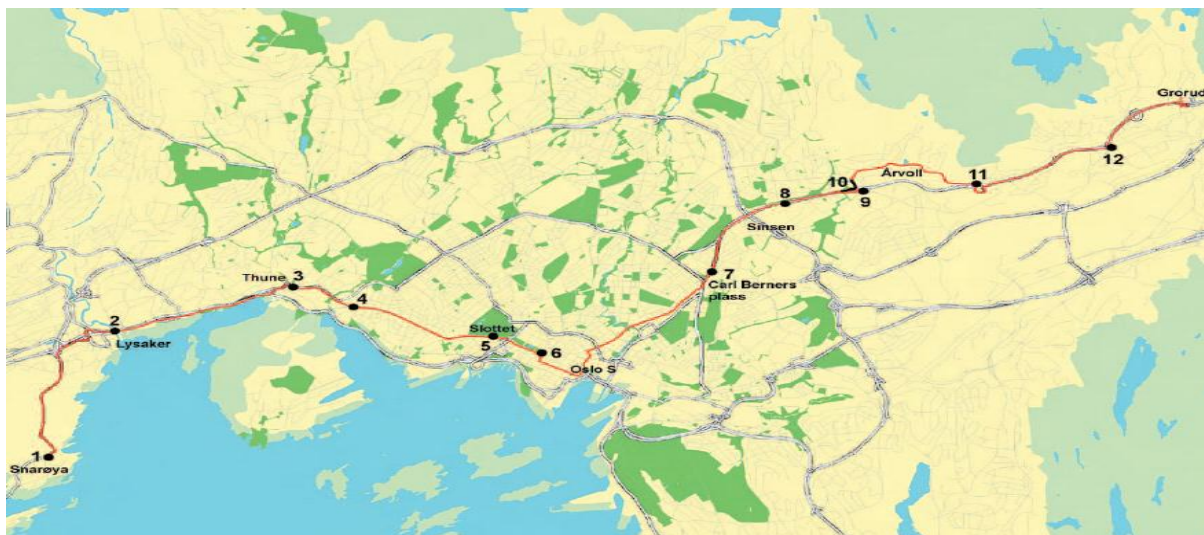 Grorud
12
11
Årvoll
10
9
8
Sinsen
7
Carl Berners
plass
Thune
3
4
2
Lysaker
Slottet
5
6
Oslo S
1
Snarøya